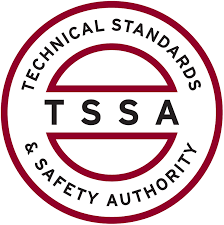 TECHNICAL STANDARDS
TSSA
& SAFETY AUTHORITY